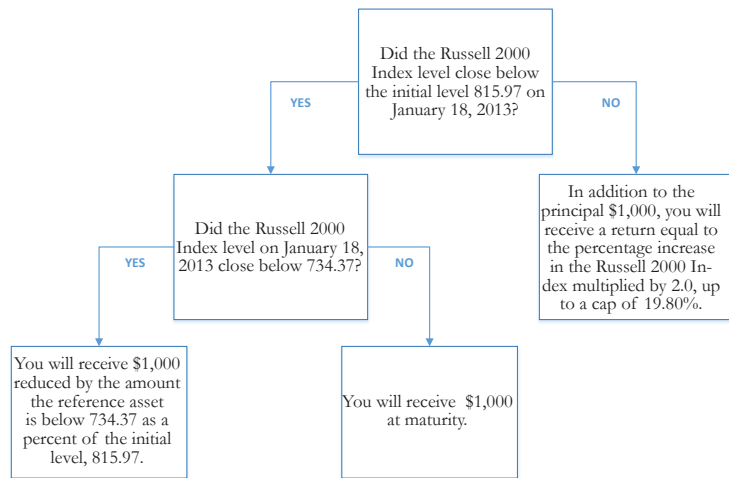 Did the Russell 2000
Index level close below
the initial level 815.97 on
January 18, 2013?
YES
NO
Did the Russell 2000
Index level on January 18,
2013 close below 734.37?
In addition to the
principal $1,000, you will
receive a return equal to
the percentage increase
in the Russell 2000 In-
dex multiplied by 2.0, up
to a cap of 19.80%.
YES
NO
You will receive $1,000
reduced by the amount
the reference asset
is below 734.37 as a
percent of the initial
level, 815.97.
You will receive $1,000
at maturity.